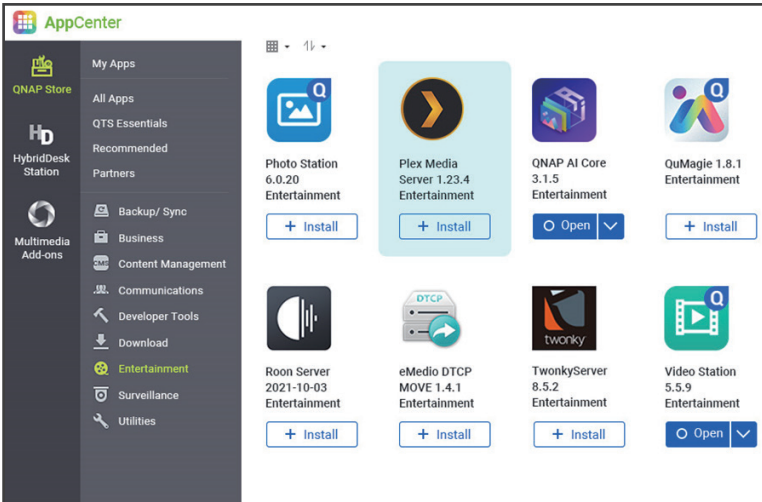 AppCenter
QNAP Store
HD
HybridDesk
Station
Multimedia
Add-ons
My Apps
All Apps
QTS Essentials
Recommended
Partners
Backup/ Sync
Business
CMS
Content Management
Communications
Developer Tools
Download
Entertainment
Surveillance
Utilities
Q
Photo Station
6.0.20
Entertainment
+ Install
Plex Media
Server 1.23.4
Entertainment
+ Install
QNAP AI Core
3.1.5
Entertainment
Open
Q
QuMagie 1.8.1
Entertainment
+ Install
Roon Server
2021-10-03
Entertainment
+ Install
DTCP
eMedio DTCP
MOVE 1.4.1
Entertainment
+ Install
twonky
TwonkyServer
8.5.2
Entertainment
+ Install
Q
Video Station
5.5.9
Entertainment
Open